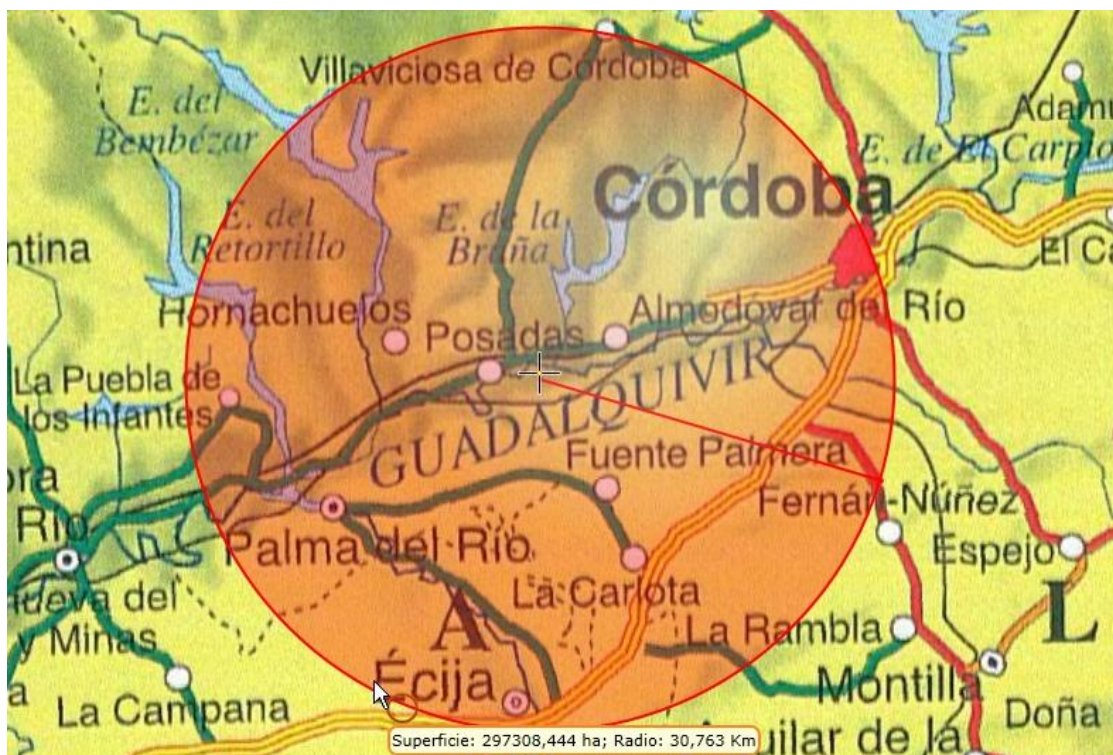 Villaviciosa de Córdoba
E. del
Bembézar
Adamu
E. de El Carpio
Córdoba
E. del
Retortillo
E. de la
Breña
ntina
El Ca
Hornachuelos
Almodóvar del Río
Posadas
La Puebla de
los Infantes
GUADALQUIVIR
Fuente Palmera
ora
Río
Fernán-Núñez
Palma del Río
Espejo
La Carlota
ueva del
y Minas
A
La Rambla
L
Écija
Montilla
La Campana
Doña
uilar de la
Superficie: 297308,444 ha; Radio: 30,763 Km